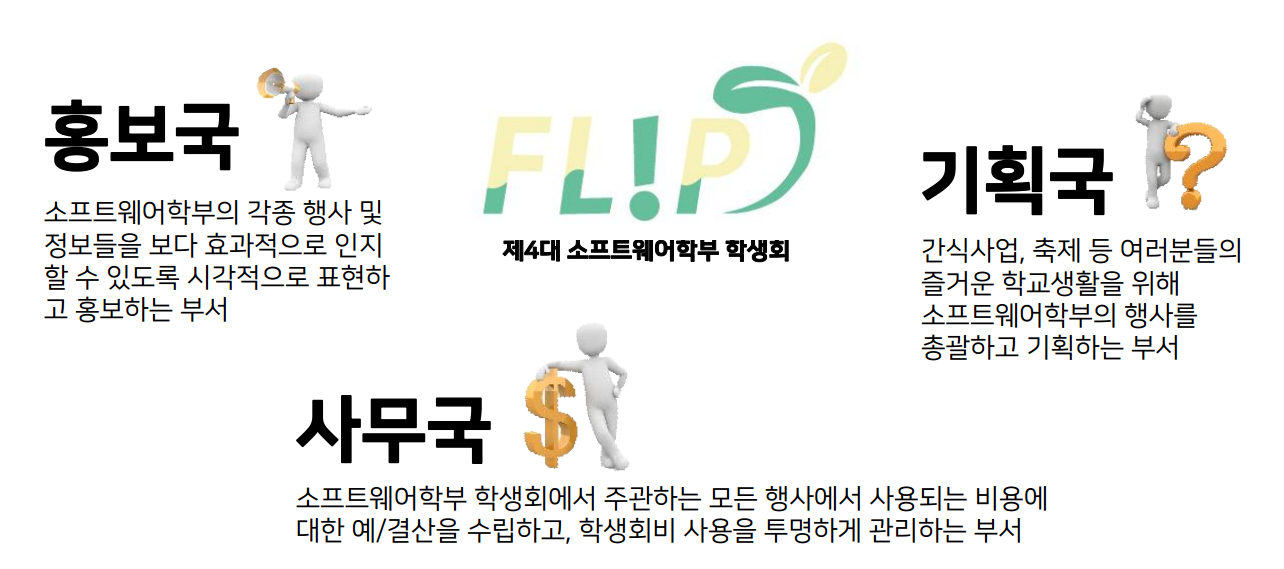 홍보국
소프트웨어학부의 각종 행사 및
정보들을 보다 효과적으로 인지
할 수 있도록 시각적으로 표현하
고 홍보하는 부서
FL!P
제4대 소프트웨어학부 학생회
기획국
간식사업, 축제 등 여러분들의
즐거운 학교생활을 위해
소프트웨어학부의 행사를
총괄하고 기획하는 부서
사무국
소프트웨어학부 학생회에서 주관하는 모든 행사에서 사용되는 비용에
대한 예/결산을 수립하고, 학생회비 사용을 투명하게 관리하는 부서